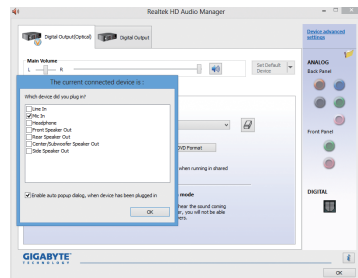 Realtek HD Audio Manager
Digital Output(Optical)
Digital Output
Device advanced
settings
Main Volume
L
R
Set Default
Device
ANALOG
Back Panel
The current connected device is :
Which device did you plug in?
Line In
Mic In
Headphone
Front Speaker Out
Rear Speaker Out
Center/Subwoofer Speaker Out
Side Speaker Out
DVD Format
when running in shared
Front Panel
mode
hear the sound coming
, you will not be able
DIGITAL
Enable auto popup dialog, when device has been plugged in
OK
GIGABYTE
TECHNOLOGY
OK